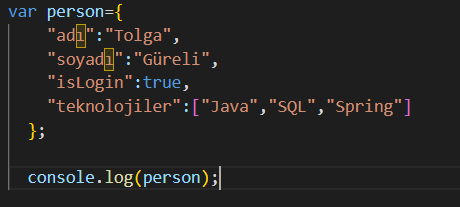 var person={
"adı":"Tolga",
"soyadı":"Güreli",
"isLogin":true,
"teknolojiler":["Java","SQL","Spring"]
};
console.log(person);